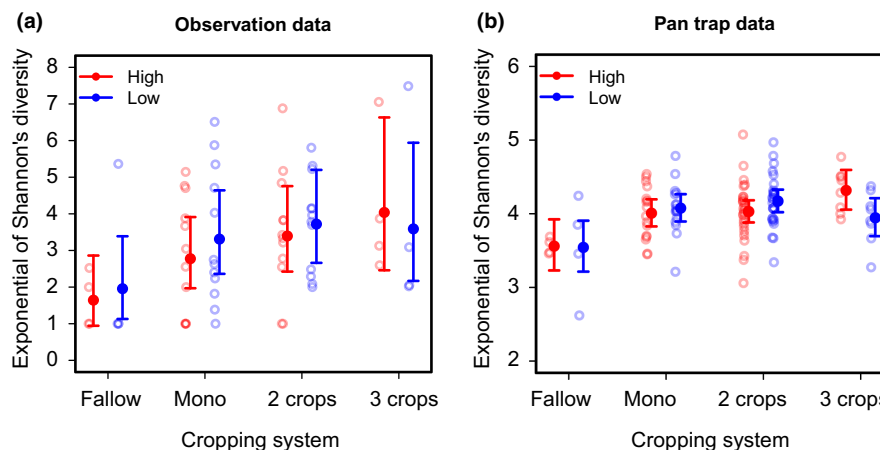 (a)
Observation data
Exponential of Shannon's diversity
8
7
6
5
4
3
2
1
0
High
Low
Fallow
Mono
2 crops
3 crops
Cropping system
(b)
Pan trap data
Exponential of Shannon's diversity
6
5
4
3
2
High
Low
Fallow
Mono
2 crops
3 crops
Cropping system